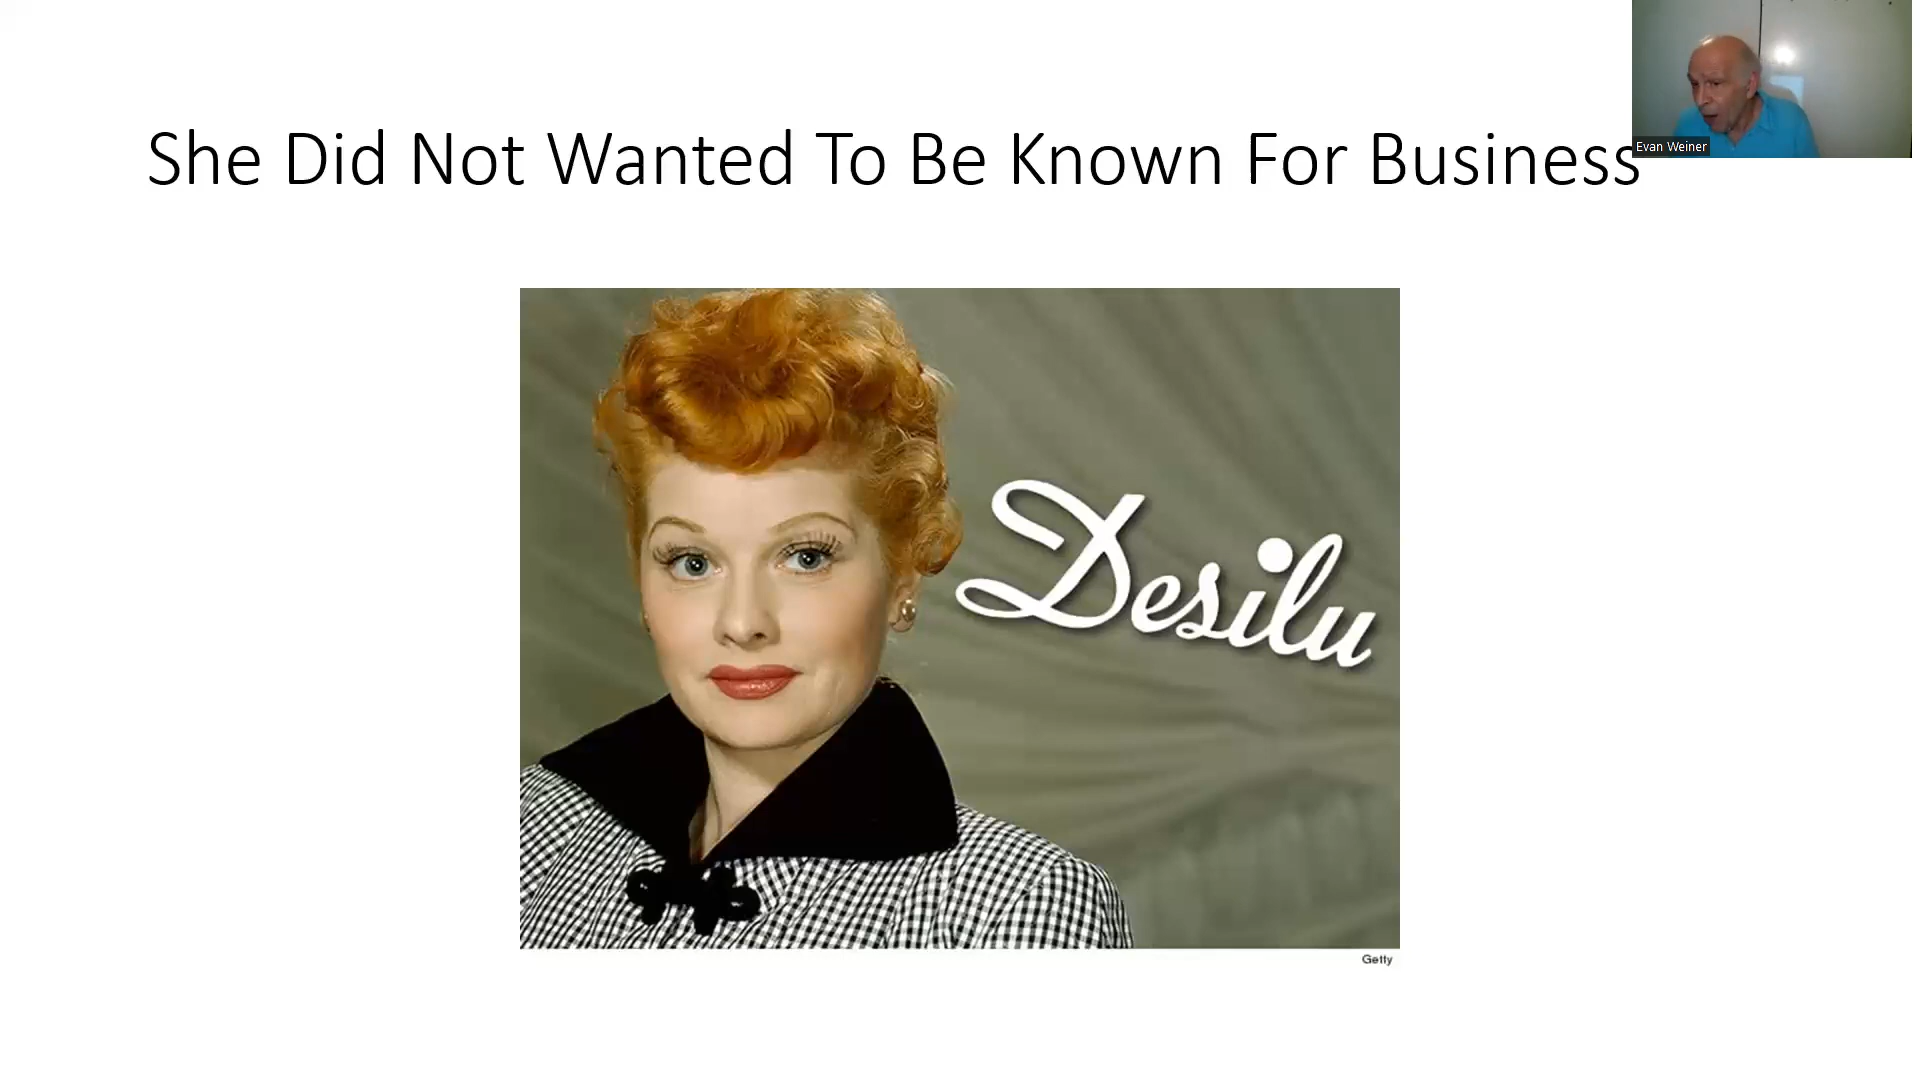 She Did Not Wanted To Be Known For Business
Evan Weiner
Desilu
Getty